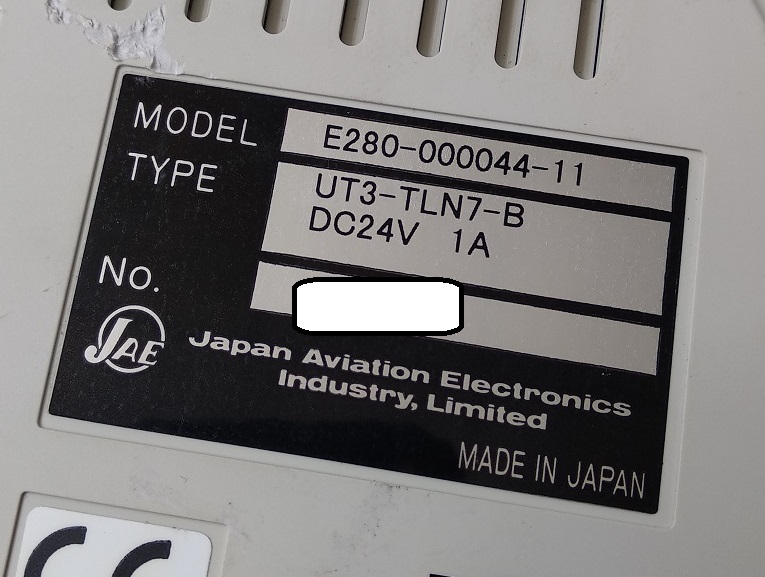 MODEL E280-000044-11
TYPE UT3-TLN7-B
DC24V 1A
No.
JAE
Japan Aviation Electronics
Industry, Limited
MADE IN JAPAN
CE